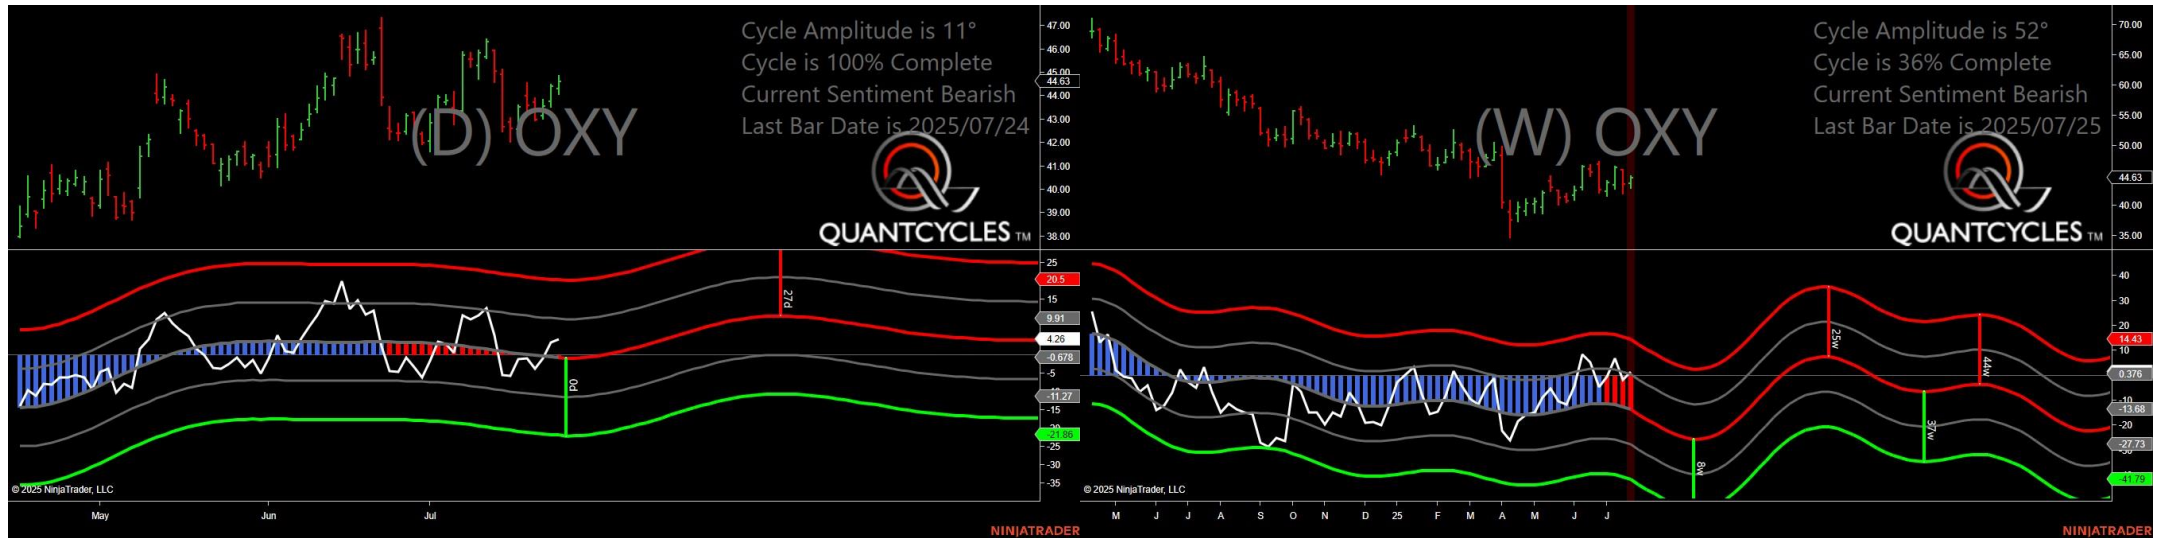 Cycle Amplitude is 11°
Cycle is 100% Complete
Current Sentiment Bearish
Last Bar Date is 2025/07/24
(D) OXY
QUANTCYCLES TM
47.00
46.00
45.00
44.63
44.00
43.00
42.00
41.00
40.00
39.00
38.00
25
20.5
15
9.91
4.26
-0.678
-5
-11.27
-15
-21.86
-25
-30
-35
27d
0d
© 2025 NinjaTrader, LLC
May
Jun
Jul
NINJATRADER
Cycle Amplitude is 52°
Cycle is 36% Complete
Current Sentiment Bearish
Last Bar Date is 2025/07/25
(W) OXY
QUANTCYCLES TM
70.00
65.00
60.00
55.00
50.00
44.63
40.00
35.00
40
30
20
14.43
10
0.376
-10
-13.68
-20
-27.73
-41.79
25w
44w
37w
8w
© 2025 NinjaTrader, LLC
M
J
J
A
S
O
N
D
25
F
M
A
M
J
J
NINJATRADER